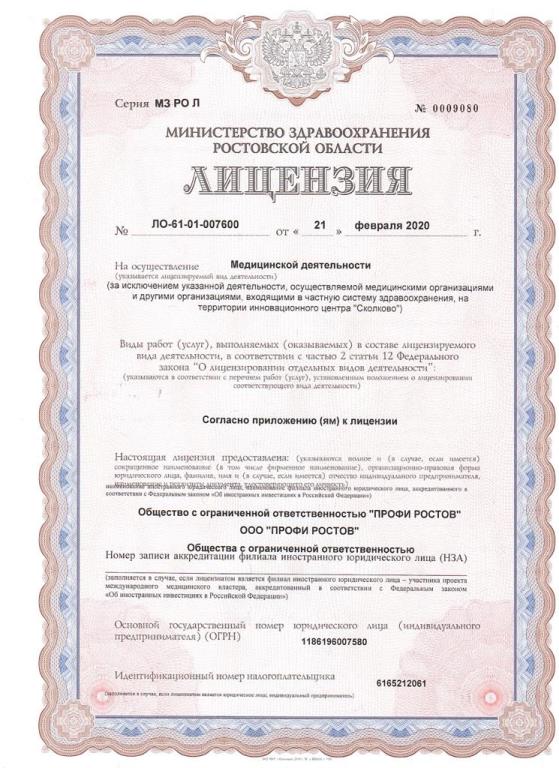 Серия МЗ РО Л
№ 0009080
МИНИСТЕРСТВО ЗДРАВООХРАНЕНИЯ
РОСТОВСКОЙ ОБЛАСТИ
ЛИЦЕНЗИЯ
№ ЛО-61-01-007600 от « 21 » февраля 2020 г.
На осуществление Медицинской деятельности
(указывается лицензируемый вид деятельности)
(за исключением указанной деятельности, осуществляемой медицинскими организациями
и другими организациями, входящими в частную систему здравоохранения, на
территории инновационного центра "Сколково")
Виды работ (услуг), выполняемых (оказываемых) в составе лицензируемого
вида деятельности, в соответствии с частью 2 статьи 12 Федерального
закона "О лицензировании отдельных видов деятельности":
(указываются в соответствии с перечнем работ (услуг), установленным положением о лицензировании
соответствующего вида деятельности)
Согласно приложению (ям) к лицензии
Настоящая лицензия предоставлена: (указываются полное и (в случае, если имеется)
сокращенное наименование (в том числе фирменное наименование), организационно-правовая форма
юридического лица, фамилия, имя и (в случае, если имеется) отчество индивидуального предпринимателя,
наименование и реквизиты документа, удостоверяющего его личность)
наименование иностранного юридического лица, наименование филиала иностранного юридического лица, аккредитованного в
соответствии с Федеральным законом «Об иностранных инвестициях в Российской Федерации»)
Общество с ограниченной ответственностью "ПРОФИ РОСТОВ"
ООО "ПРОФИ РОСТОВ"
Общества с ограниченной ответственностью
Номер записи аккредитации филиала иностранного юридического лица (НЗА)
(заполняется в случае, если лицензиатом является филиал иностранного юридического лица – участника проекта
международного медицинского кластера, аккредитованный в соответствии с Федеральным законом
«Об иностранных инвестициях в Российской Федерации»)
Основной государственный номер юридического лица (индивидуального
предпринимателя) (ОГРН) 1186196007580
Идентификационный номер налогоплательщика 6165212061
(заполняется в случае, если лицензиатом является юридическое лицо, индивидуальный предприниматель)